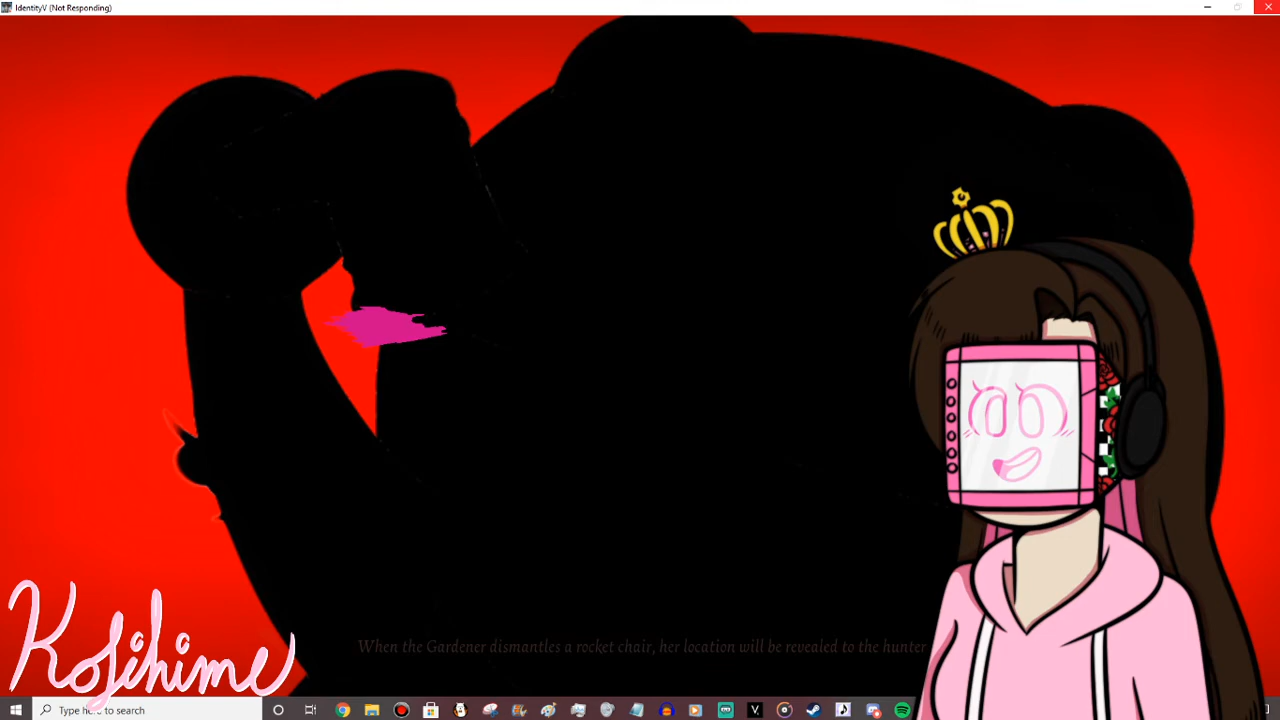 IdentityV (Not Responding)
When the Gardener dismantles a rocket chair, her location will be revealed to the hunter
Kosihime
Type here to search
V